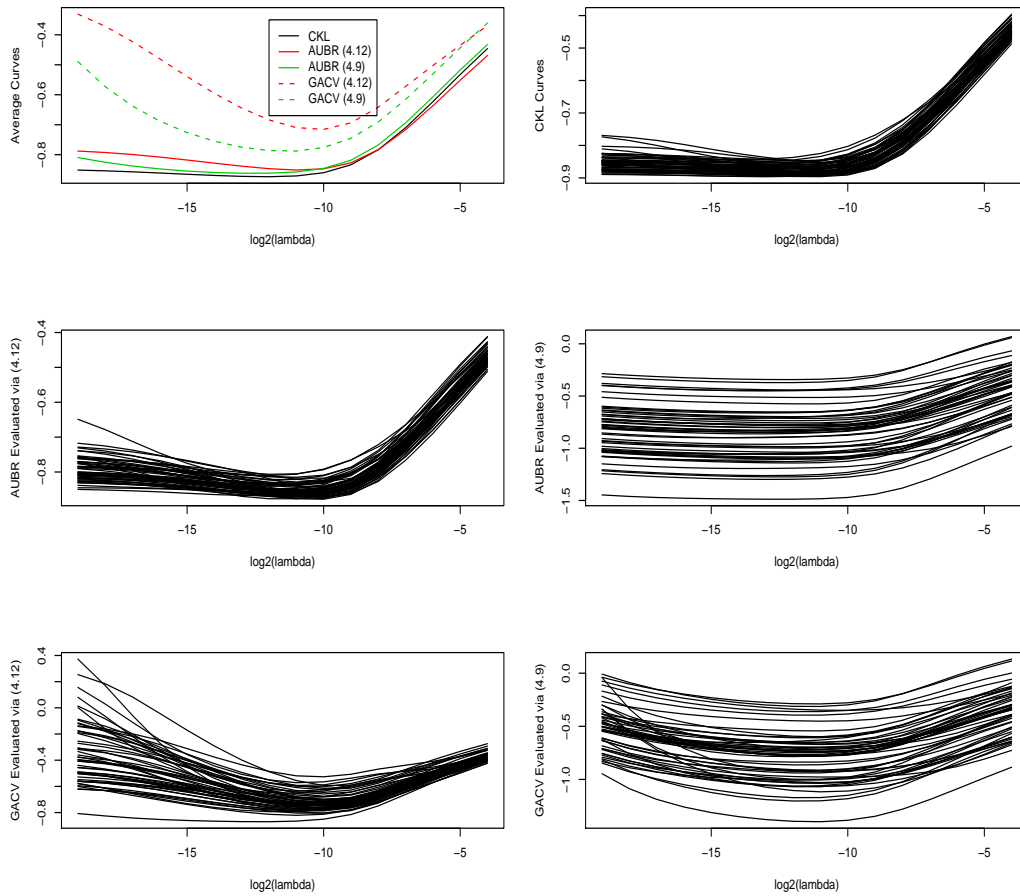 Average Curves
−0.8
−0.6
−0.4
CKL
AUBR (4.12)
AUBR (4.9)
GACV (4.12)
GACV (4.9)
−15
−10
−5
log2(lambda)
CKL Curves
−0.9
−0.7
−0.5
−15
−10
−5
log2(lambda)
AUBR Evaluated via (4.12)
−0.8
−0.6
−0.4
−15
−10
−5
log2(lambda)
AUBR Evaluated via (4.9)
−1.5
−1.0
−0.5
0.0
−15
−10
−5
log2(lambda)
GACV Evaluated via (4.12)
−0.8
−0.4
0.0
0.4
−15
−10
−5
log2(lambda)
GACV Evaluated via (4.9)
−1.0
−0.5
0.0
−15
−10
−5
log2(lambda)